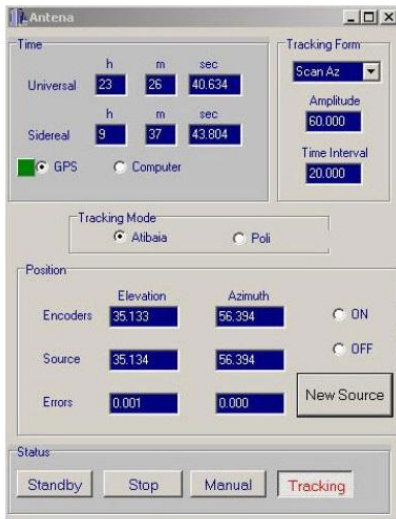 Antena
Time
h m sec
Universal 23 26 40.634
h m sec
Sidereal 9 37 43.804
GPS Computer
Tracking Form
Scan Az
Amplitude
60.000
Time Interval
20.000
Tracking Mode
Atibaia Poli
Position
Elevation Azimuth
Encoders 35.133 56.394 ON
Source 35.134 56.394 OFF
Errors 0.001 0.000 New Source
Status
Standby Stop Manual Tracking